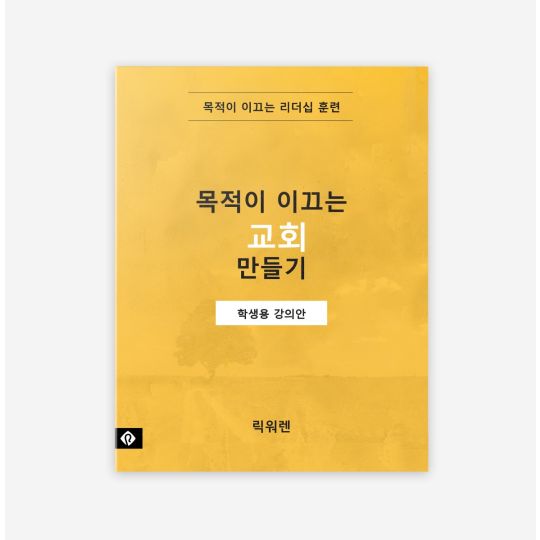 목적이 이끄는 리더십 훈련
목적이 이끄는
교회
만들기
학생용 강의안
릭워렌